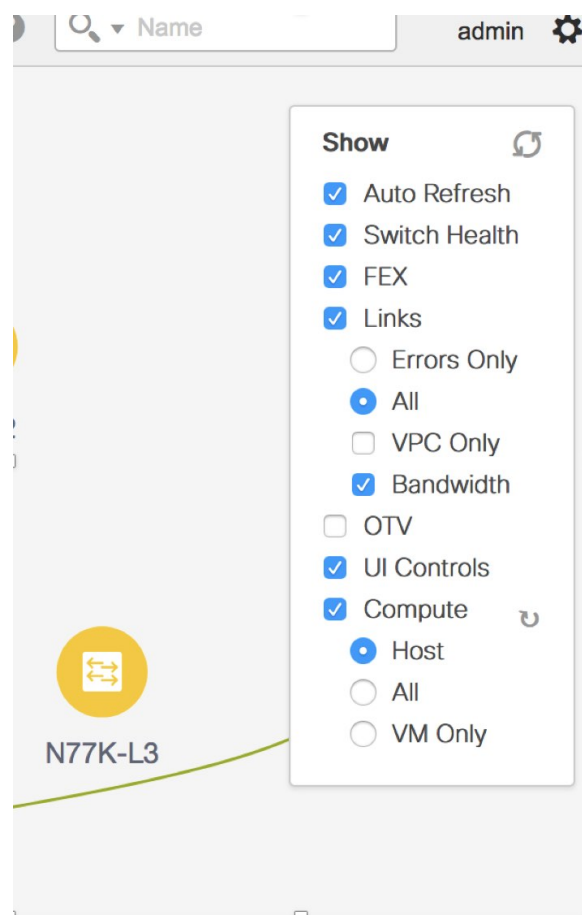 Name
admin
Show
Auto Refresh
Switch Health
FEX
Links
Errors Only
All
VPC Only
Bandwidth
OTV
UI Controls
Compute
Host
All
VM Only
N77K-L3